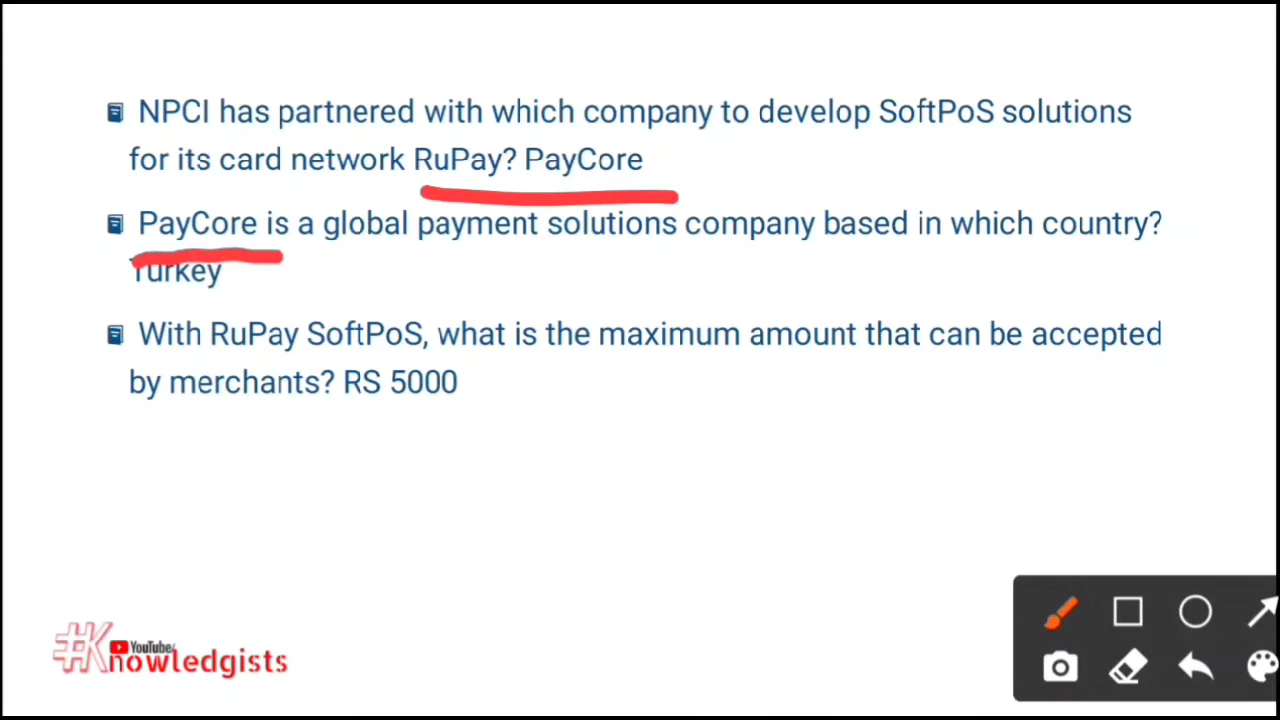 NPCI has partnered with which company to develop SoftPoS solutions
for its card network RuPay? PayCore
PayCore is a global payment solutions company based in which country?
Turkey
With RuPay SoftPoS, what is the maximum amount that can be accepted
by merchants? RS 5000
YouTube
#Knowledgists